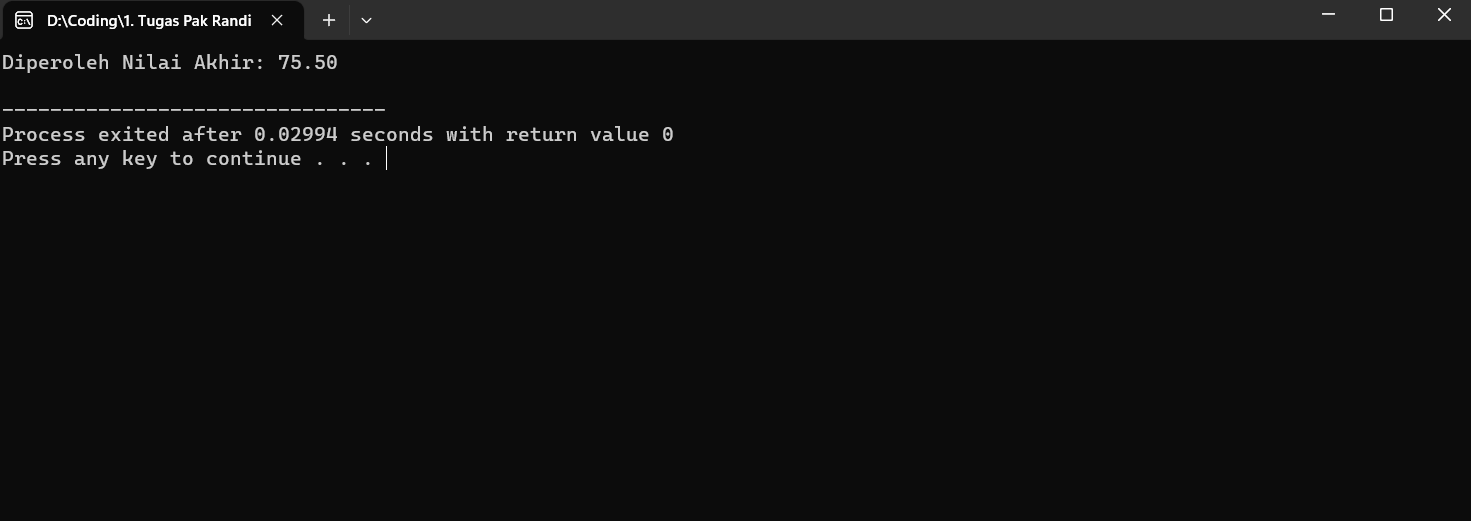 D:\Coding\1. Tugas Pak Randi
Diperoleh Nilai Akhir: 75.50
--------------------------------
Process exited after 0.02994 seconds with return value 0
Press any key to continue . . .